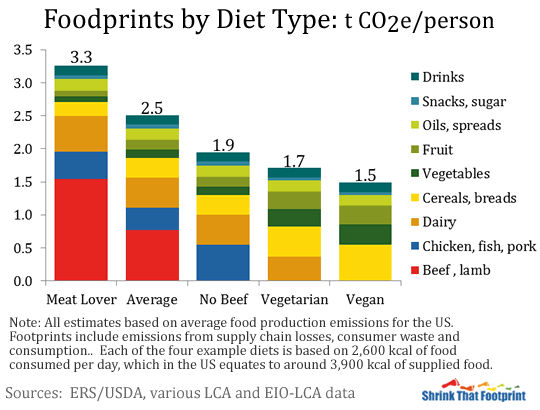 Foodprints by Diet Type: t CO2e/person
3.5
3.0
2.5
2.0
1.5
1.0
0.5
0.0
3.3
2.5
1.9
1.7
1.5
Meat Lover
Average
No Beef
Vegetarian
Vegan
Drinks
Snacks, sugar
Oils, spreads
Fruit
Vegetables
Cereals, breads
Dairy
Chicken, fish, pork
Beef , lamb
Note: All estimates based on average food production emissions for the US.
Footprints include emissions from supply chain losses, consumer waste and
consumption.. Each of the four example diets is based on 2,600 kcal of food
consumed per day, which in the US equates to around 3,900 kcal of supplied food.
Sources: ERS/USDA, various LCA and EIO-LCA data
Shrink That Footprint